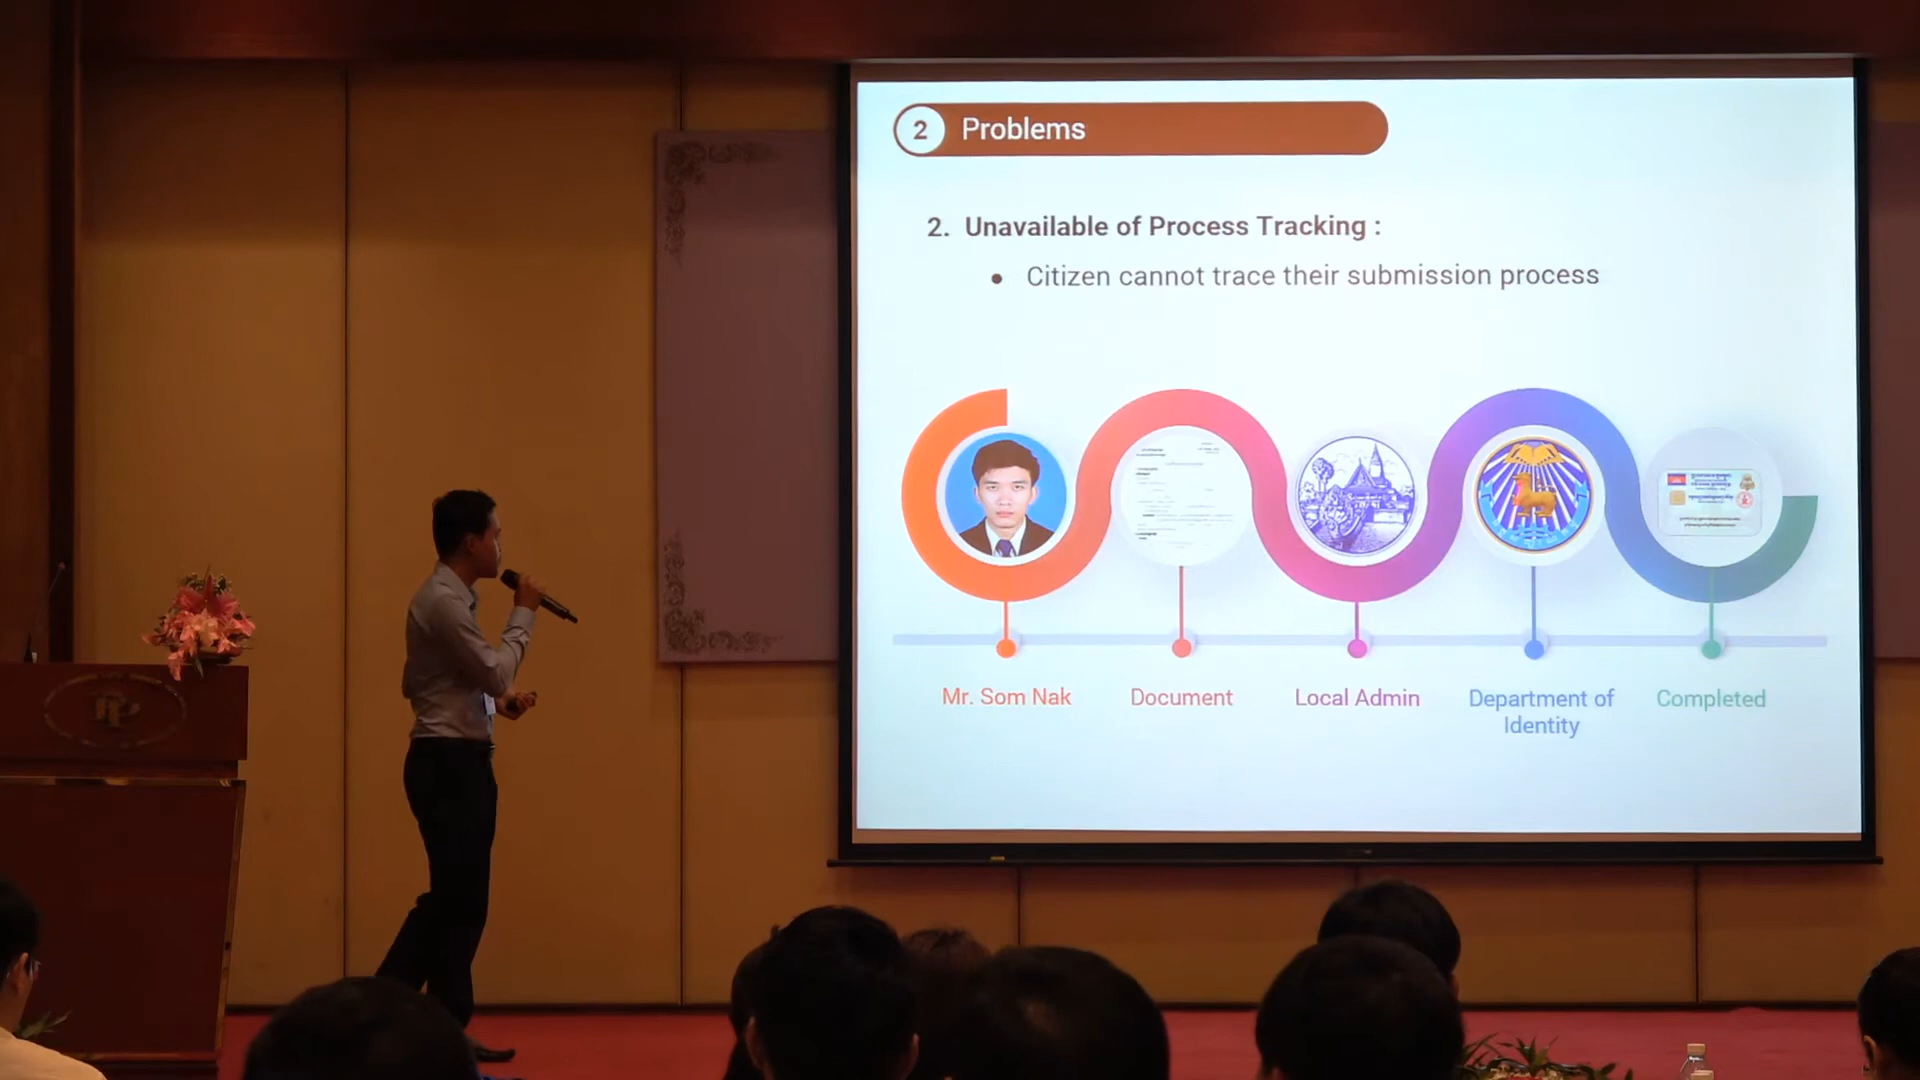 2 Problems
2. Unavailable of Process Tracking :
• Citizen cannot trace their submission process
Mr. Som Nak
Document
Local Admin
Department of
Identity
Completed